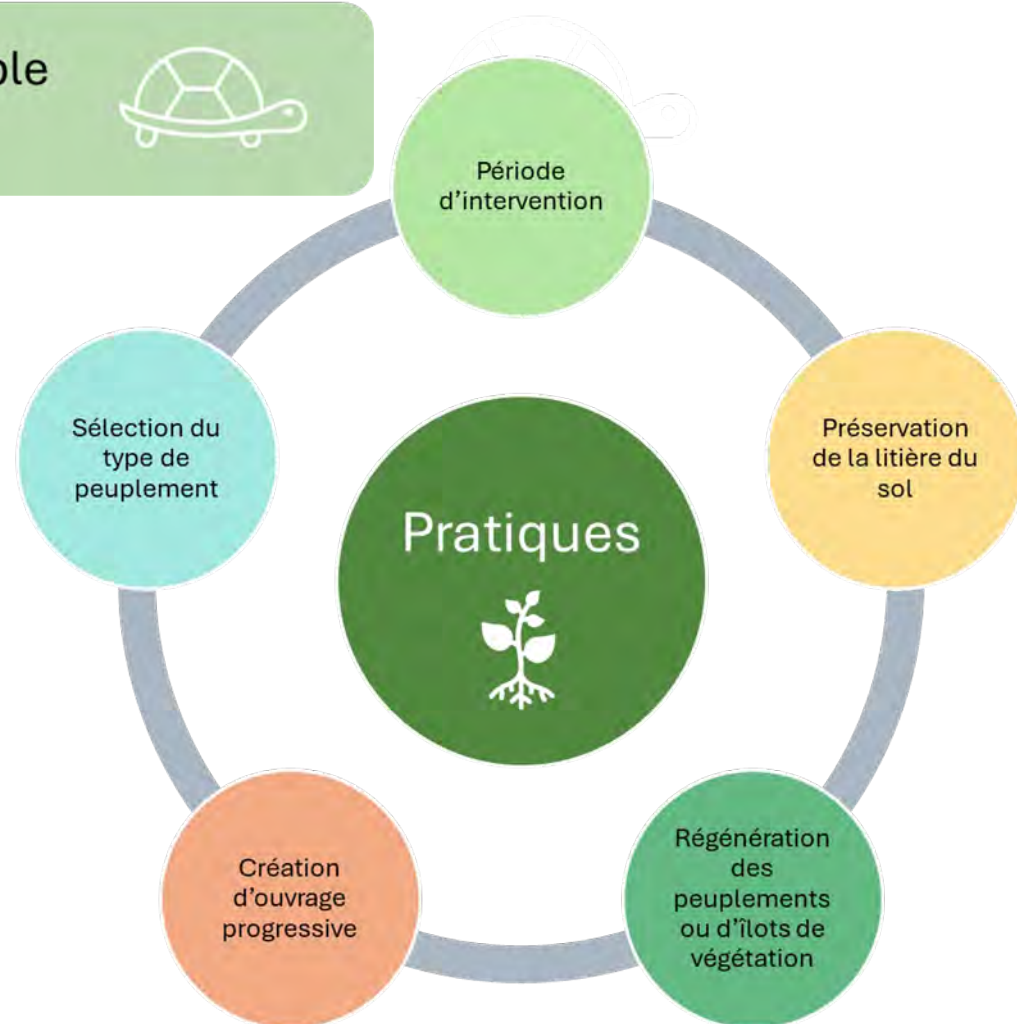 Période
d'intervention
Sélection du
type de
peuplement
Préservation
de la litière du
sol
Pratiques
Création
d'ouvrage
progressive
Régénération
des
peuplements
ou d'îlots de
végétation